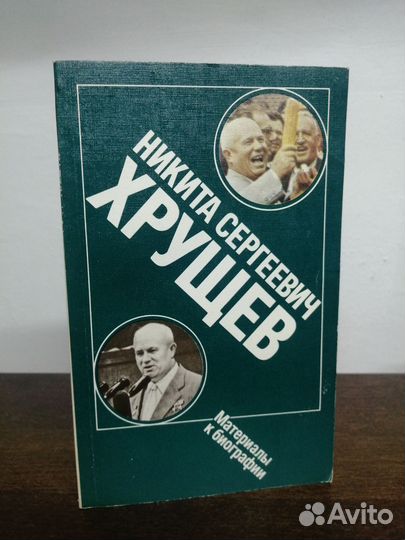 НИКИТА СЕРГЕЕВИЧ
ХРУЩЕВ
Материалы
к биографии
Avito